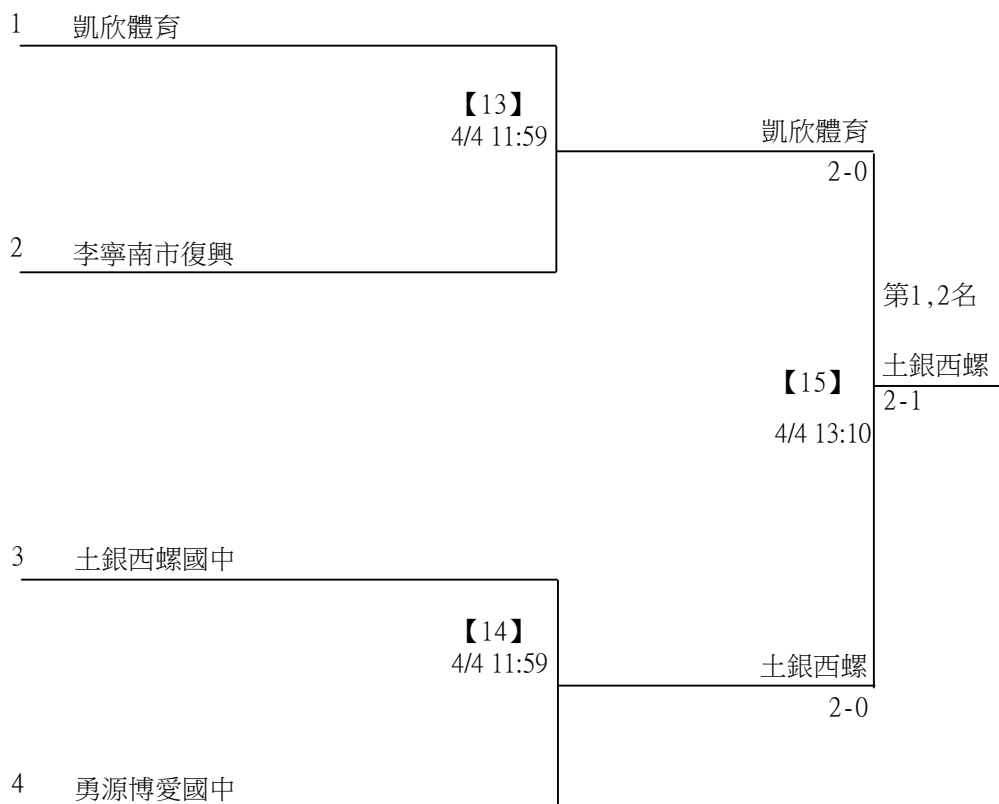 1 凱欣體育
【13】
4/4 11:59
凱欣體育
2-0
2 李寧南市復興
第1,2名
土銀西螺
【15】
2-1
4/4 13:10
3 土銀西螺國中
【14】
4/4 11:59
土銀西螺
2-0
4 勇源博愛國中